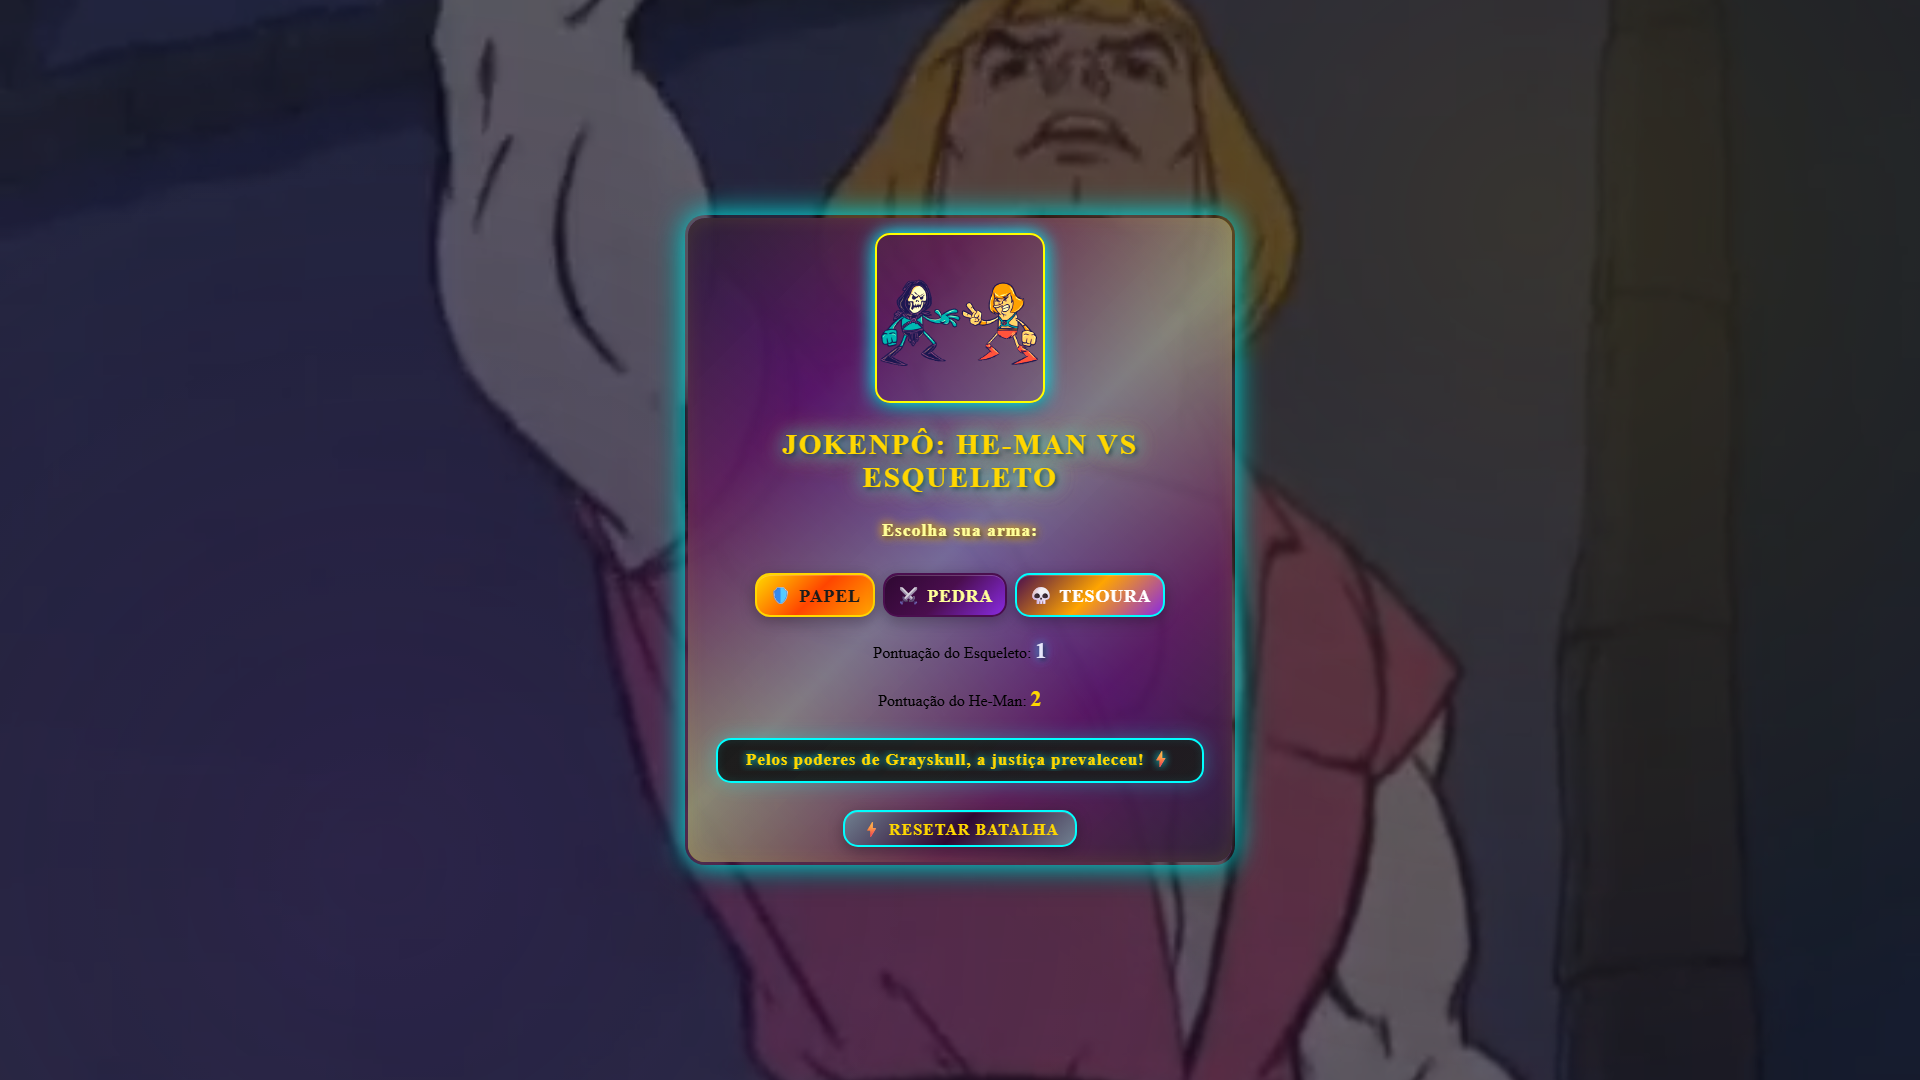 JOKENPÔ: HE-MAN VS
ESQUELETO
Escolha sua arma:
🛡️ PAPEL ⚔️ PEDRA 💀 TESOURA
Pontuação do Esqueleto: 1
Pontuação do He-Man: 2
Pelos poderes de Grayskull, a justiça prevaleceu! ⚡
⚡ RESETAR BATALHA